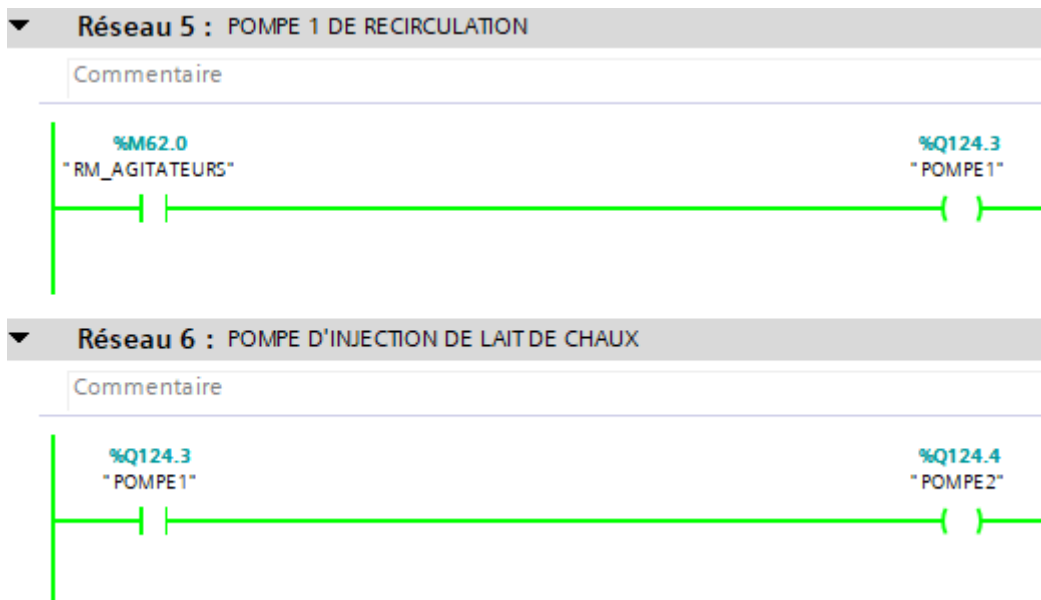 Réseau 5 : POMPE 1 DE RECIRCULATION
Commentaire
%M62.0 %Q124.3
"RM_AGITATEURS" "POMPE1"
Réseau 6 : POMPE D'INJECTION DE LAIT DE CHAUX
Commentaire
%Q124.3 %Q124.4
"POMPE1" "POMPE2"